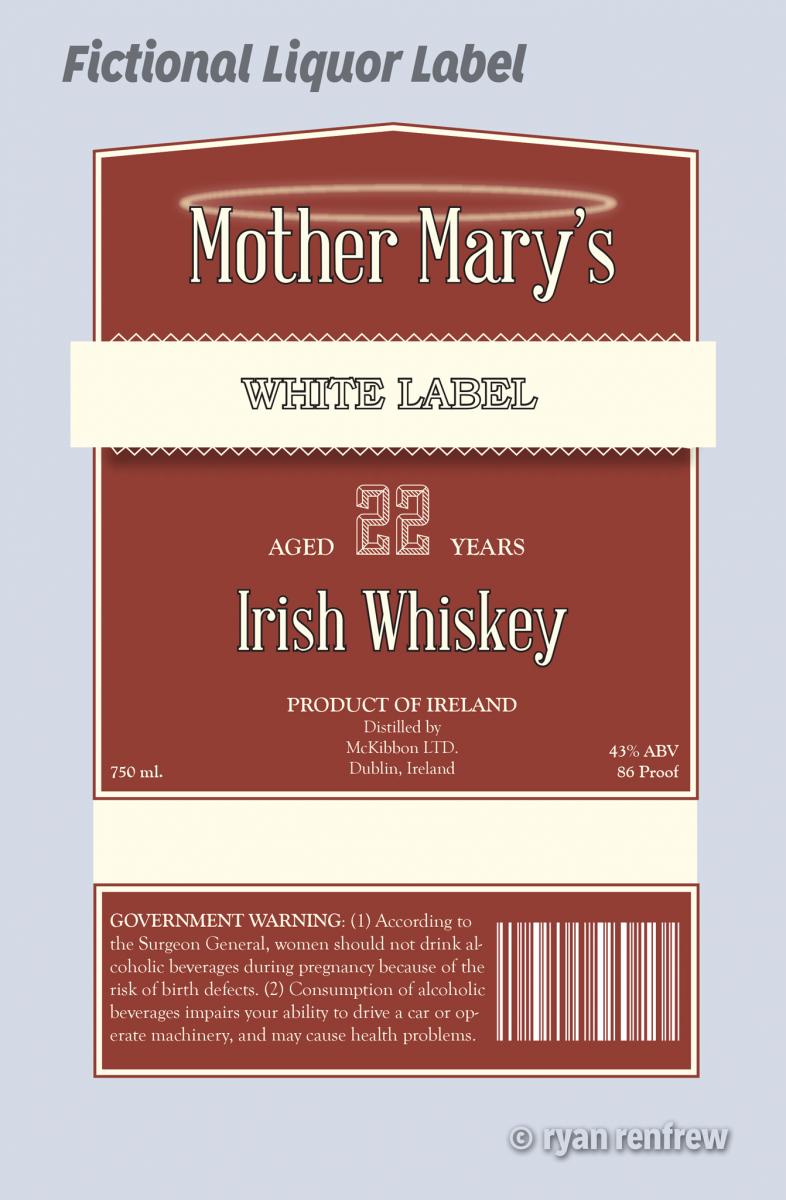 Fictional Liquor Label
Mother Mary's
WHITE LABEL
AGED 22 YEARS
Irish Whiskey
PRODUCT OF IRELAND
Distilled by
McKibbon LTD.
Dublin, Ireland
750 ml.
43% ABV
86 Proof
GOVERNMENT WARNING: (1) According to
the Surgeon General, women should not drink al-
coholic beverages during pregnancy because of the
risk of birth defects. (2) Consumption of alcoholic
beverages impairs your ability to drive a car or op-
erate machinery, and may cause health problems.
© ryan renfrew